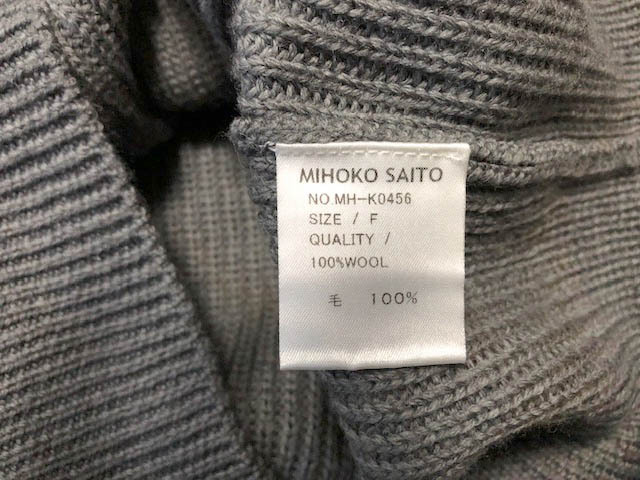 MIHOKO SAITO
NO.MH-K0456
SIZE / F
QUALITY /
100%WOOL
毛 100%